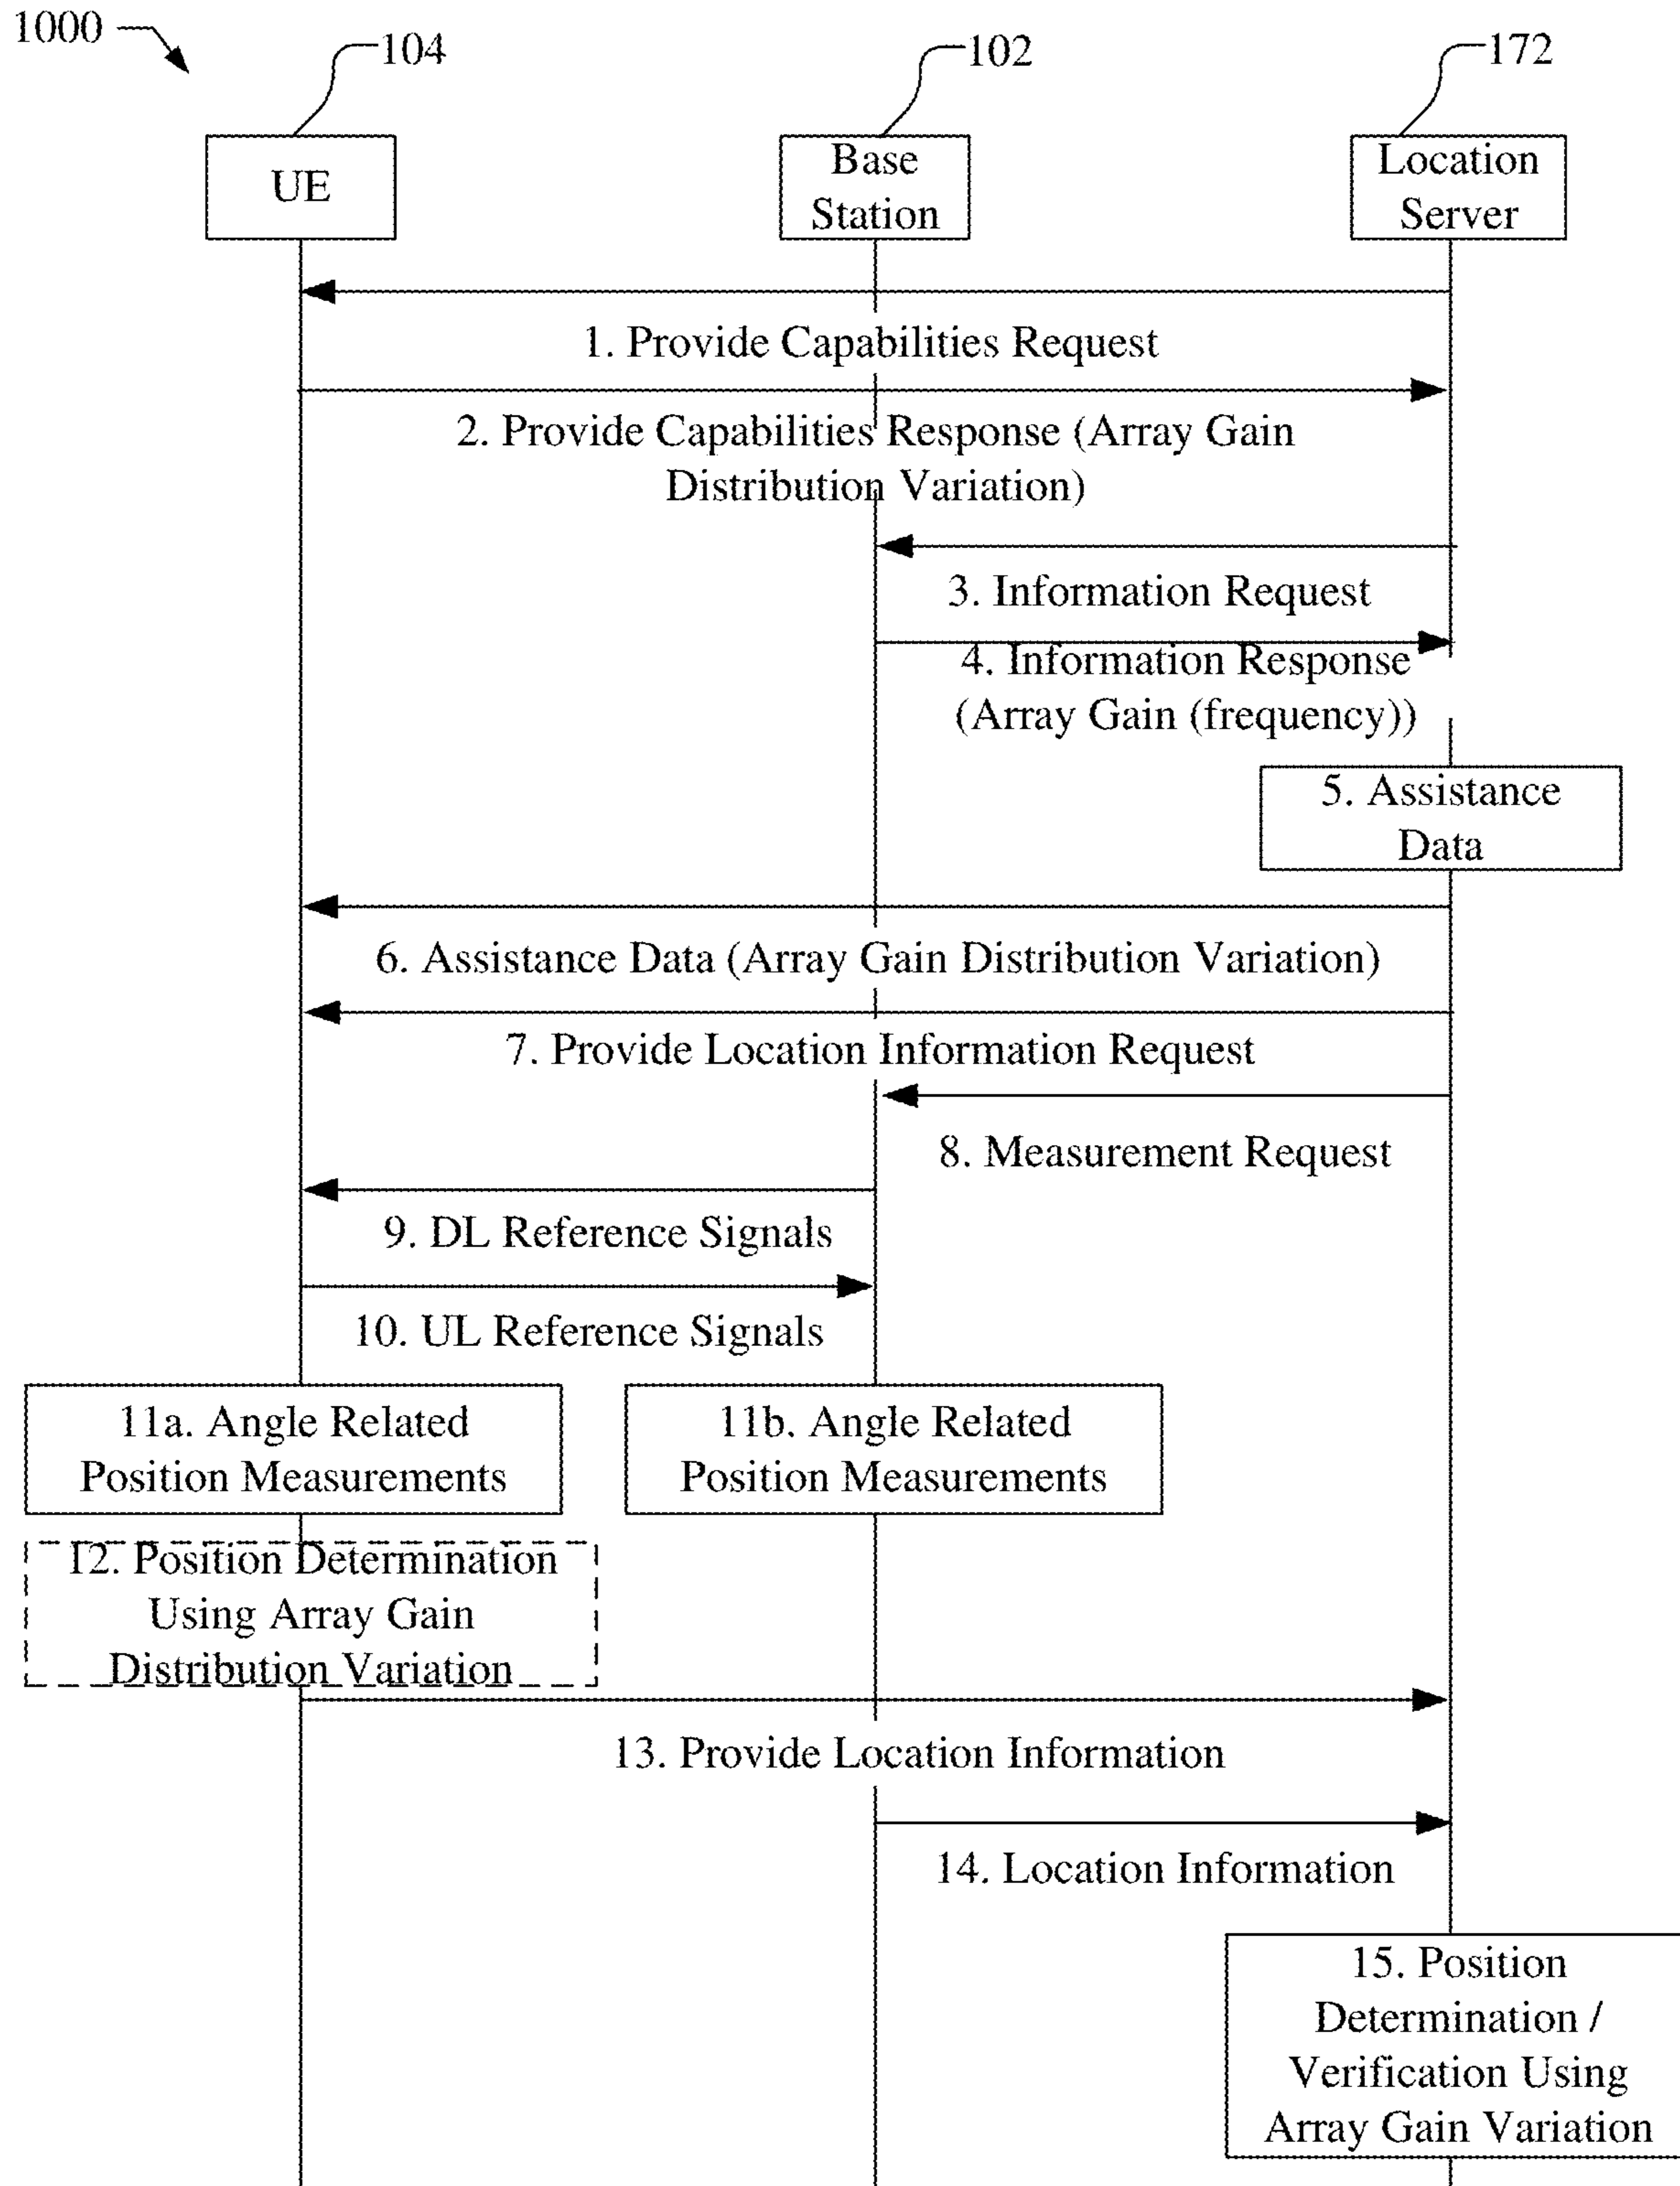 1000
104
102
172
UE
Base
Station
Location
Server
1. Provide Capabilities Request
2. Provide Capabilities Response (Array Gain
Distribution Variation)
3. Information Request
4. Information Response
(Array Gain (frequency))
5. Assistance
Data
6. Assistance Data (Array Gain Distribution Variation)
7. Provide Location Information Request
8. Measurement Request
9. DL Reference Signals
10. UL Reference Signals
11a. Angle Related
Position Measurements
11b. Angle Related
Position Measurements
12. Position Determination
Using Array Gain
Distribution Variation
13. Provide Location Information
14. Location Information
15. Position
Determination /
Verification Using
Array Gain Variation